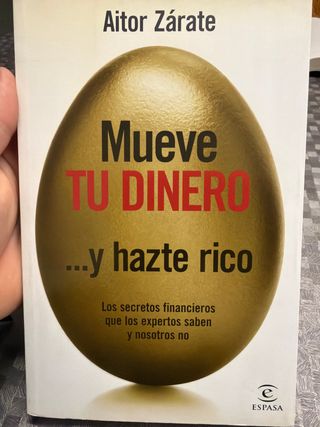 Aitor Zárate
Mueve
TU DINERO
...y hazte rico
Los secretos financieros
que los expertos saben
y nosotros no
e
ESPASA